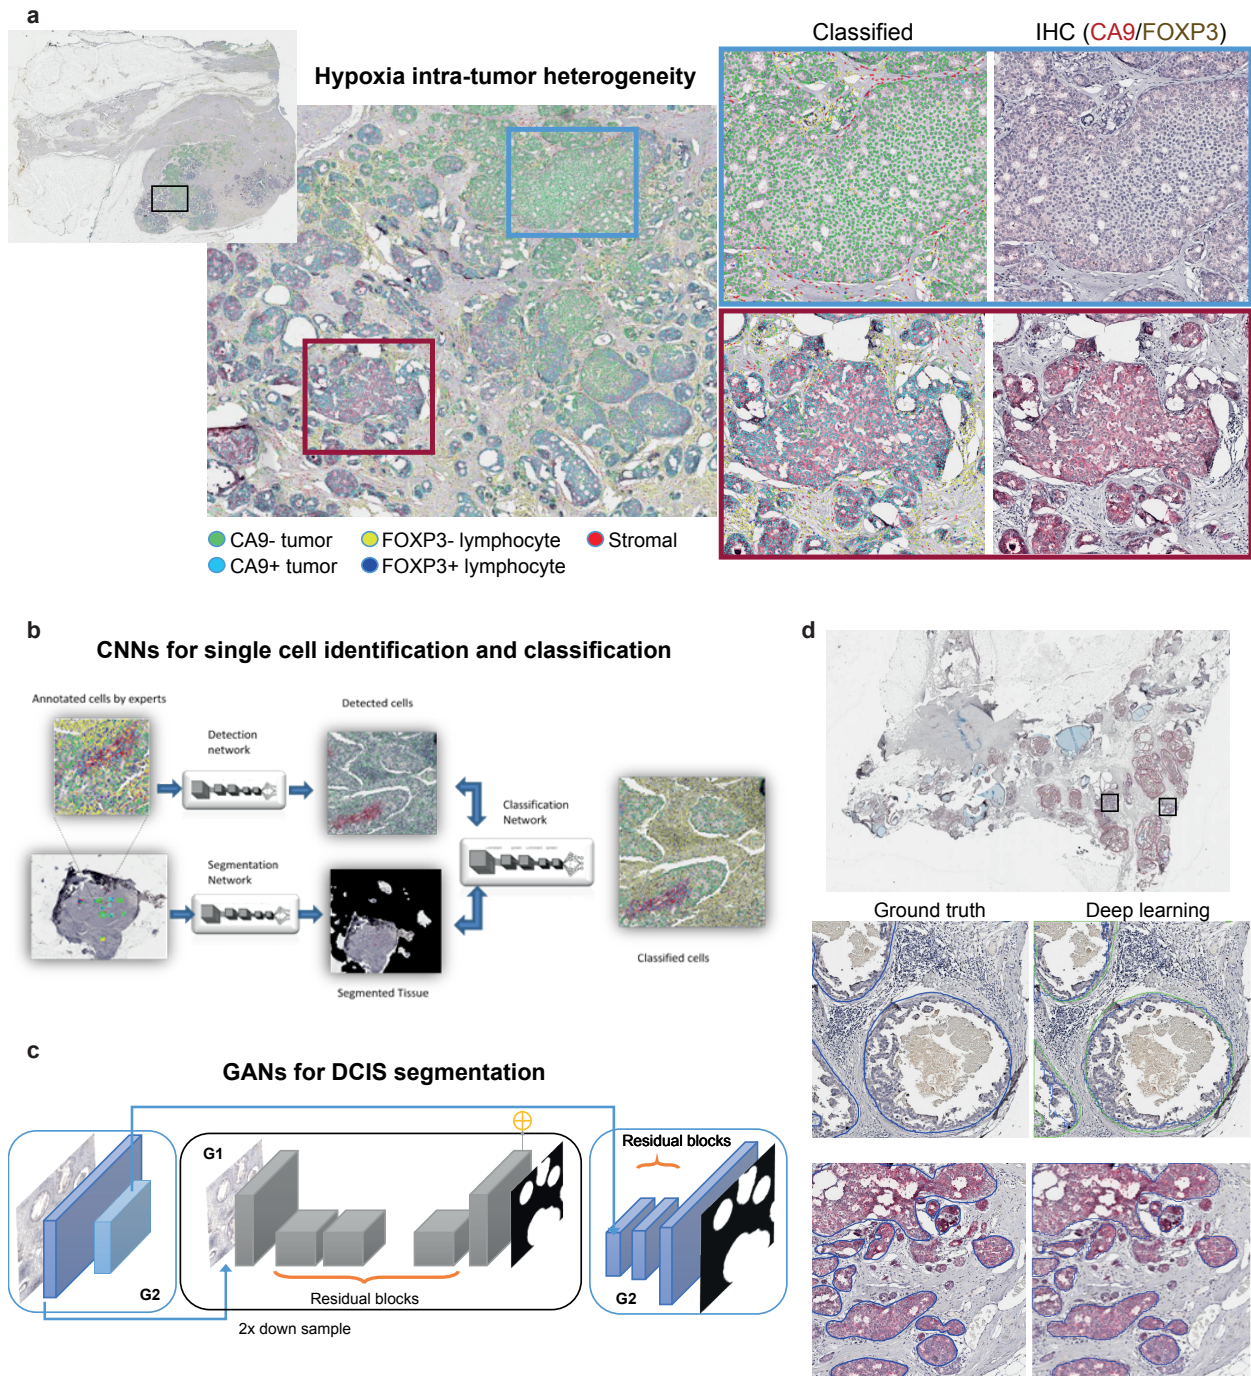 a
Hypoxia intra-tumor heterogeneity
Classified
IHC (CA9/FOXP3)
CA9- tumor
FOXP3- lymphocyte
Stromal
CA9+ tumor
FOXP3+ lymphocyte
b
CNNs for single cell identification and classification
Annotated cells by experts
Detection
network
Detected cells
Segmentation
Network
Segmented Tissue
Classification
Network
Classified cells
c
GANs for DCIS segmentation
G2
2x down sample
G1
Residual blocks
Residual blocks
G2
d
Ground truth
Deep learning